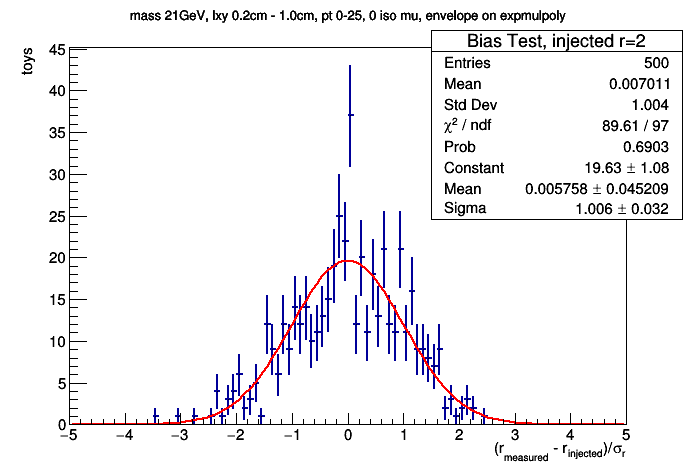 mass 21GeV, lxy 0.2cm - 1.0cm, pt 0-25, 0 iso mu, envelope on expmulpoly
toys
Bias Test, injected r=2
Entries 500
Mean 0.007011
Std Dev 1.004
χ² / ndf 89.61 / 97
Prob 0.6903
Constant 19.63 ± 1.08
Mean 0.005758 ± 0.045209
Sigma 1.006 ± 0.032
45
40
35
30
25
20
15
10
5
0
−5 −4 −3 −2 −1 0 1 2 3 4 5
(r_measured - r_injected)/σ_r